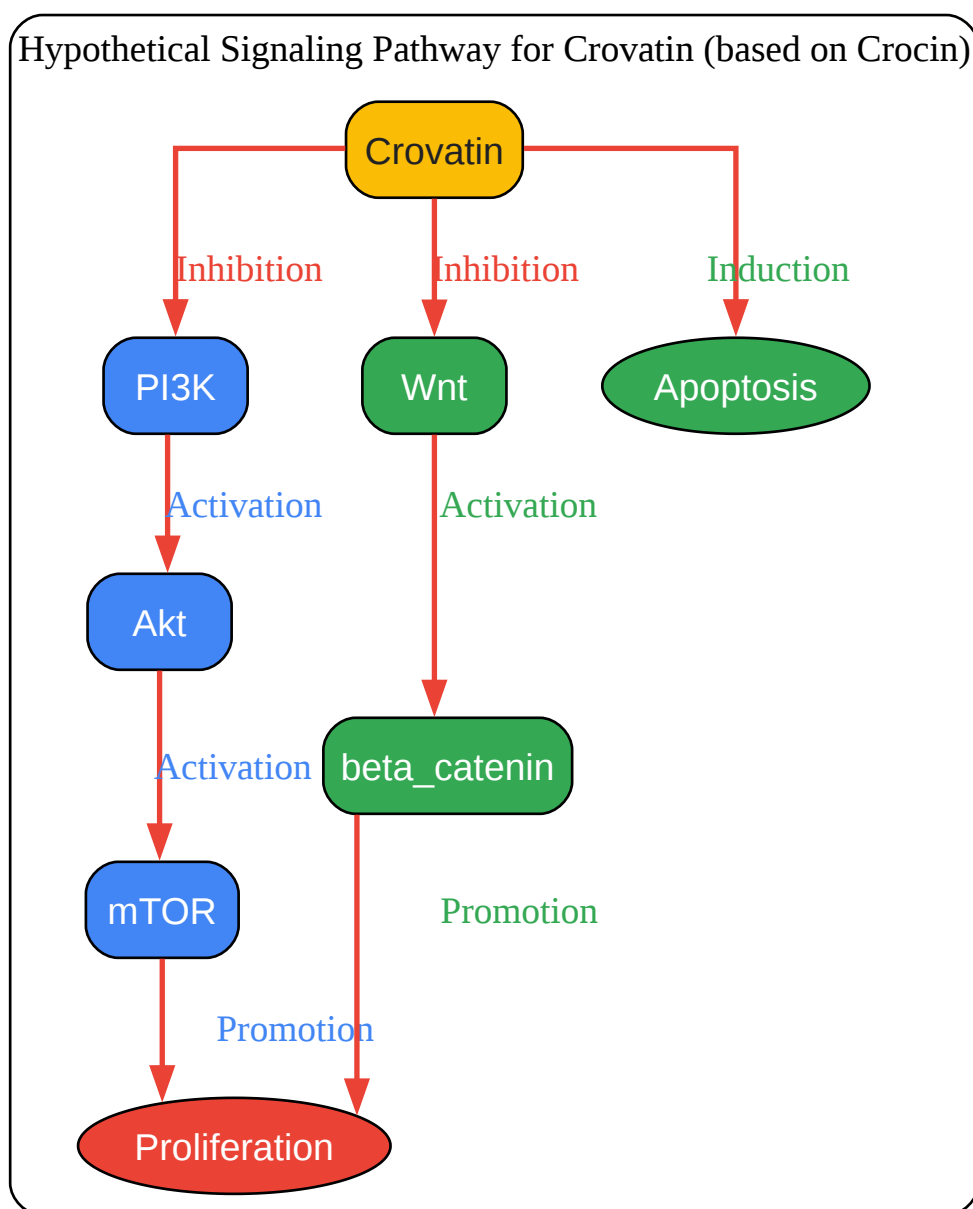 Hypothetical Signaling Pathway for Crovatin (based on Crocin)
Crovatin
Inhibition
Inhibition
Induction
PI3K
Wnt
Apoptosis
Activation
Activation
Akt
Activation
beta_catenin
mTOR
Promotion
Promotion
Proliferation